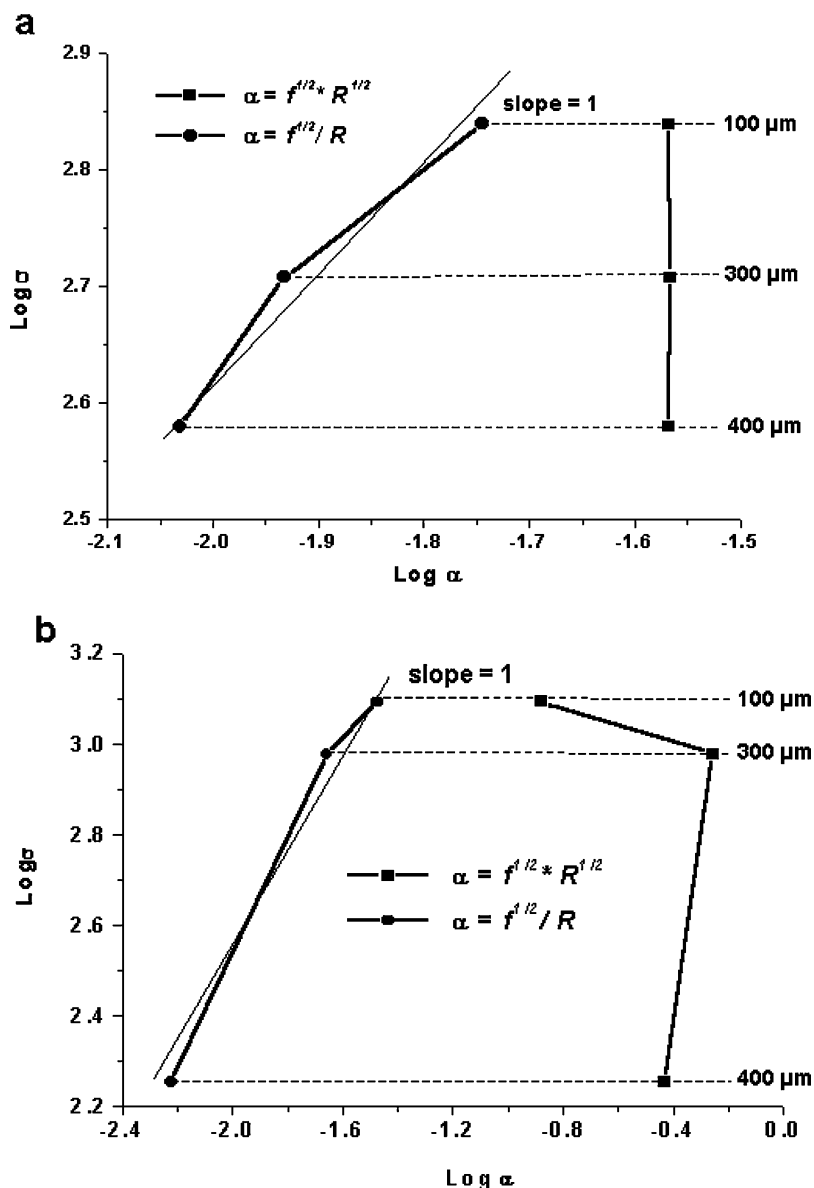 a
2.9
α = f^1/2 * R^1/2
α = f^1/2 / R
slope = 1
100 μm
2.8
Log σ
2.7
300 μm
2.6
400 μm
2.5
-2.1 -2.0 -1.9 -1.8 -1.7 -1.6 -1.5
Log α
b
3.2
slope = 1
100 μm
3.0
300 μm
2.8
Logσ
α = f^1/2 * R^1/2
2.6
α = f^1/2 / R
2.4
400 μm
2.2
-2.4 -2.0 -1.6 -1.2 -0.8 -0.4 0.0
Log α